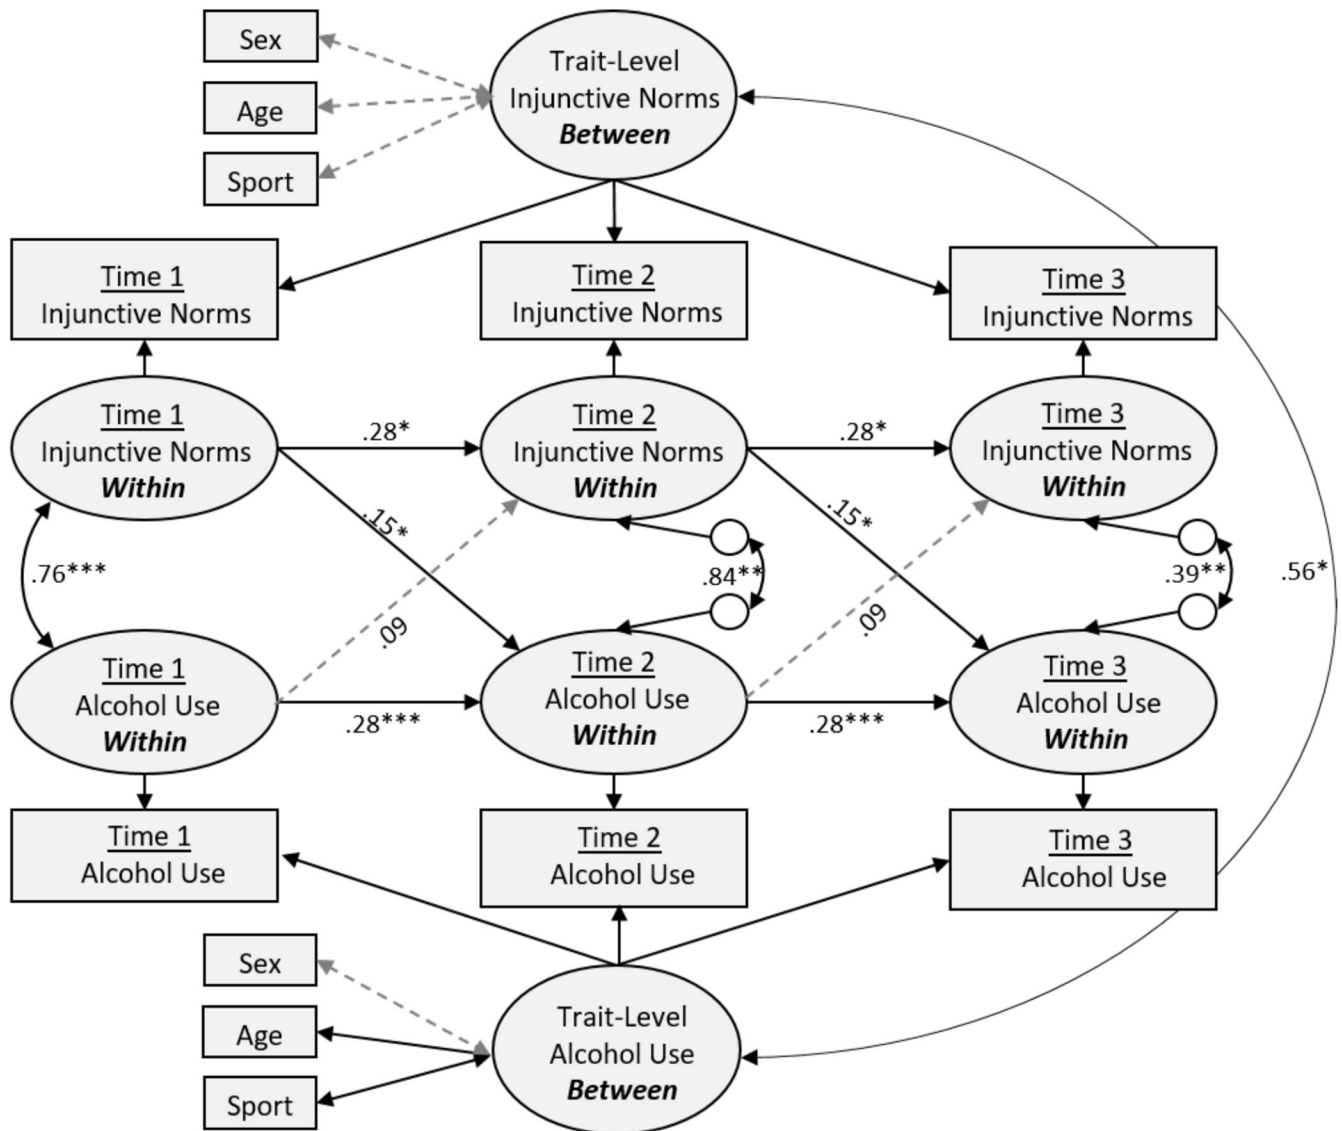 Sex
Age
Sport
Trait-Level
Injunctive Norms
Between
Time 1
Injunctive Norms
Time 2
Injunctive Norms
Time 3
Injunctive Norms
Time 1
Injunctive Norms
Within
.28*
Time 2
Injunctive Norms
Within
.28*
Time 3
Injunctive Norms
Within
.76***
.15*
.09
.84**
.15*
.09
.39**
.56*
Time 1
Alcohol Use
Within
.28***
Time 2
Alcohol Use
Within
.28***
Time 3
Alcohol Use
Within
Time 1
Alcohol Use
Time 2
Alcohol Use
Time 3
Alcohol Use
Sex
Age
Sport
Trait-Level
Alcohol Use
Between